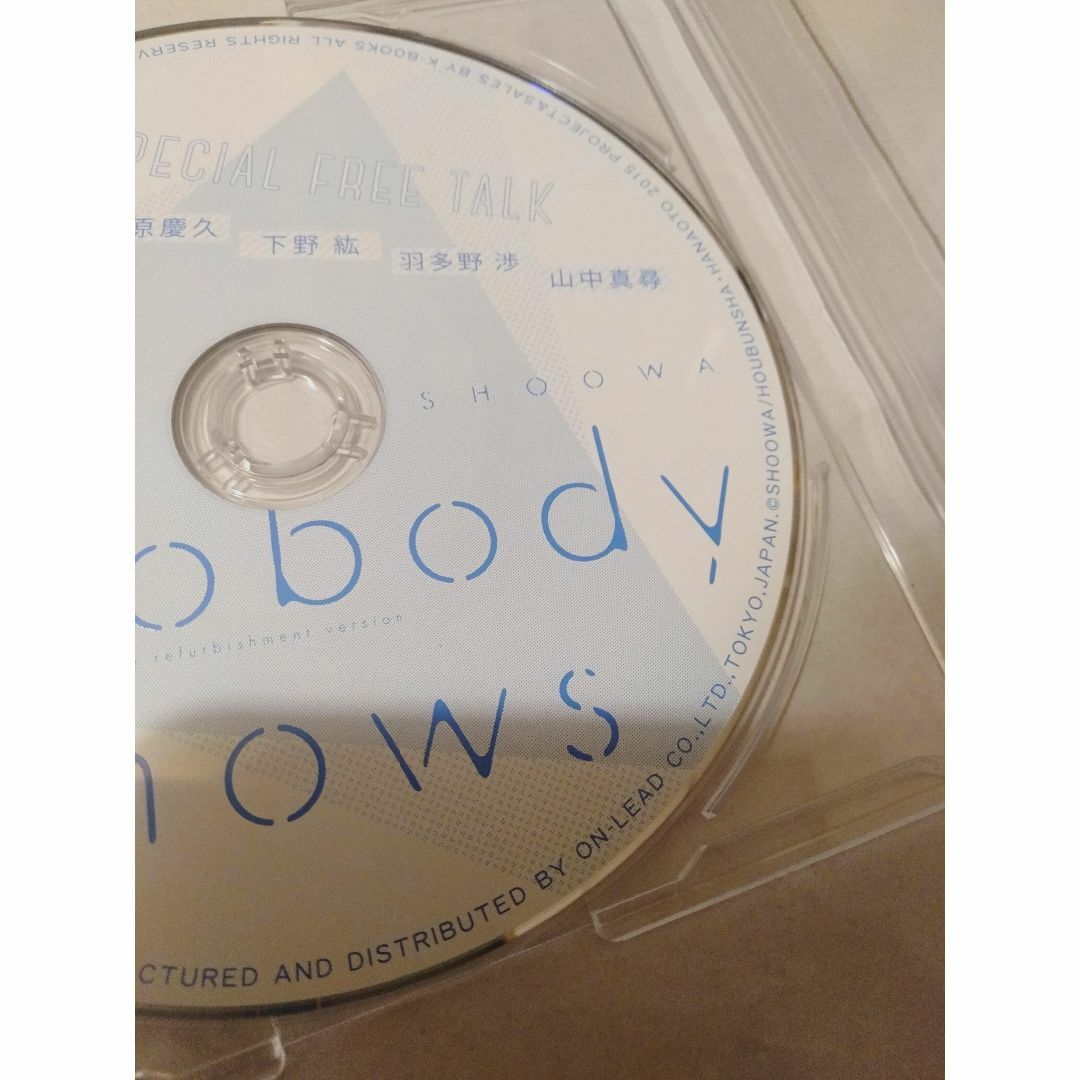 PECIAL FREE TALK
原慶久 下野 紘 羽多野 渉 山中真尋
SHOOWA
obody
refurbishment version
nows
CTURED AND DISTRIBUTED BY ON-LEAD CO.,LTD.,TOKYO,JAPAN.©SHOOWA/HOUBUNSHA・HANAOTO 2015 PROJECT&SALES BY K-BOOKS ALL RIGHTS RESERV